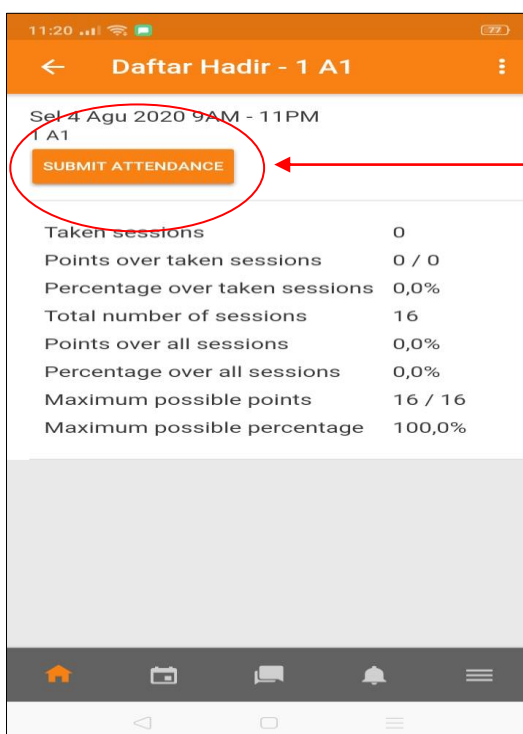 11:20
77
Daftar Hadir - 1 A1
Sel 4 Agu 2020 9AM - 11PM
1 A1
SUBMIT ATTENDANCE
Taken sessions 0
Points over taken sessions 0 / 0
Percentage over taken sessions 0,0%
Total number of sessions 16
Points over all sessions 0,0%
Percentage over all sessions 0,0%
Maximum possible points 16 / 16
Maximum possible percentage 100,0%